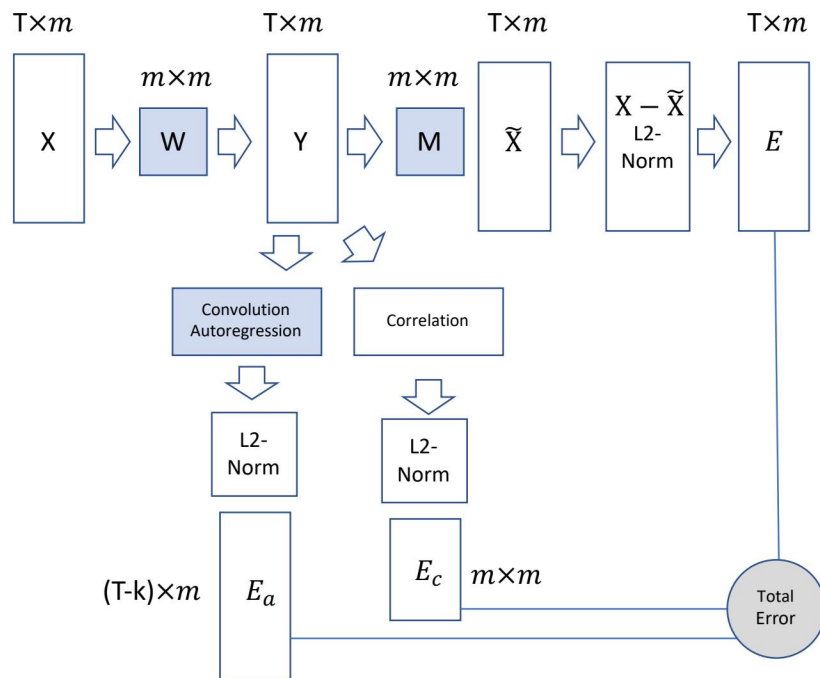 T×m
T×m
T×m
T×m
m×m
m×m
X
W
Y
M
X̃
X − X̃
L2-
Norm
E
Convolution
Autoregression
Correlation
L2-
Norm
L2-
Norm
(T-k)×m
E_a
E_c
m×m
Total
Error